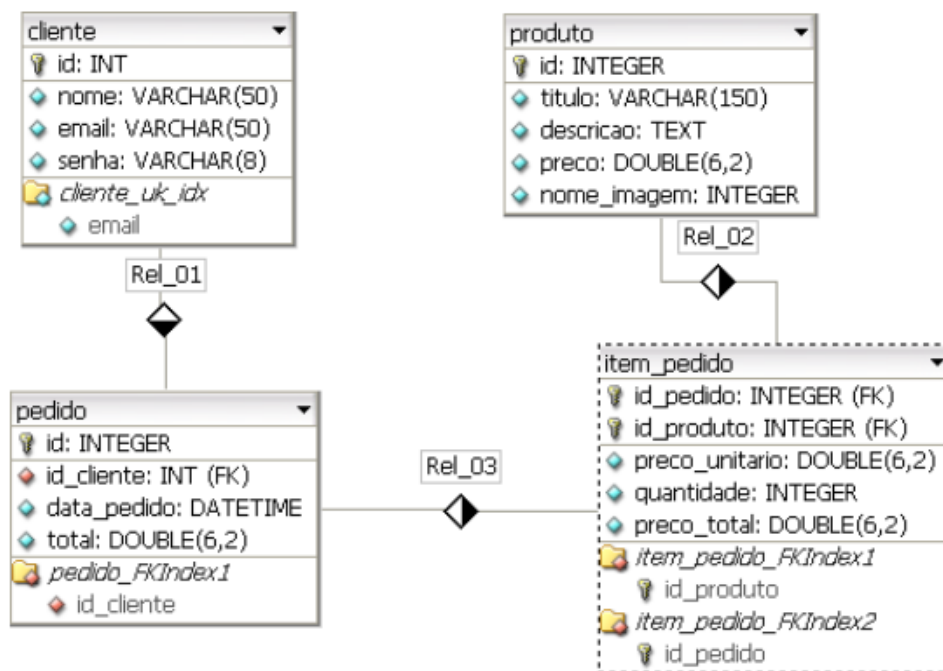 cliente
id: INT
nome: VARCHAR(50)
email: VARCHAR(50)
senha: VARCHAR(8)
cliente_uk_idx
email
produto
id: INTEGER
titulo: VARCHAR(150)
descricao: TEXT
preco: DOUBLE(6,2)
nome_imagem: INTEGER
Rel_01
Rel_02
pedido
id: INTEGER
id_cliente: INT (FK)
data_pedido: DATETIME
total: DOUBLE(6,2)
pedido_FKIndex1
id_cliente
Rel_03
item_pedido
id_pedido: INTEGER (FK)
id_produto: INTEGER (FK)
preco_unitario: DOUBLE(6,2)
quantidade: INTEGER
preco_total: DOUBLE(6,2)
item_pedido_FKIndex1
id_produto
item_pedido_FKIndex2
id_pedido